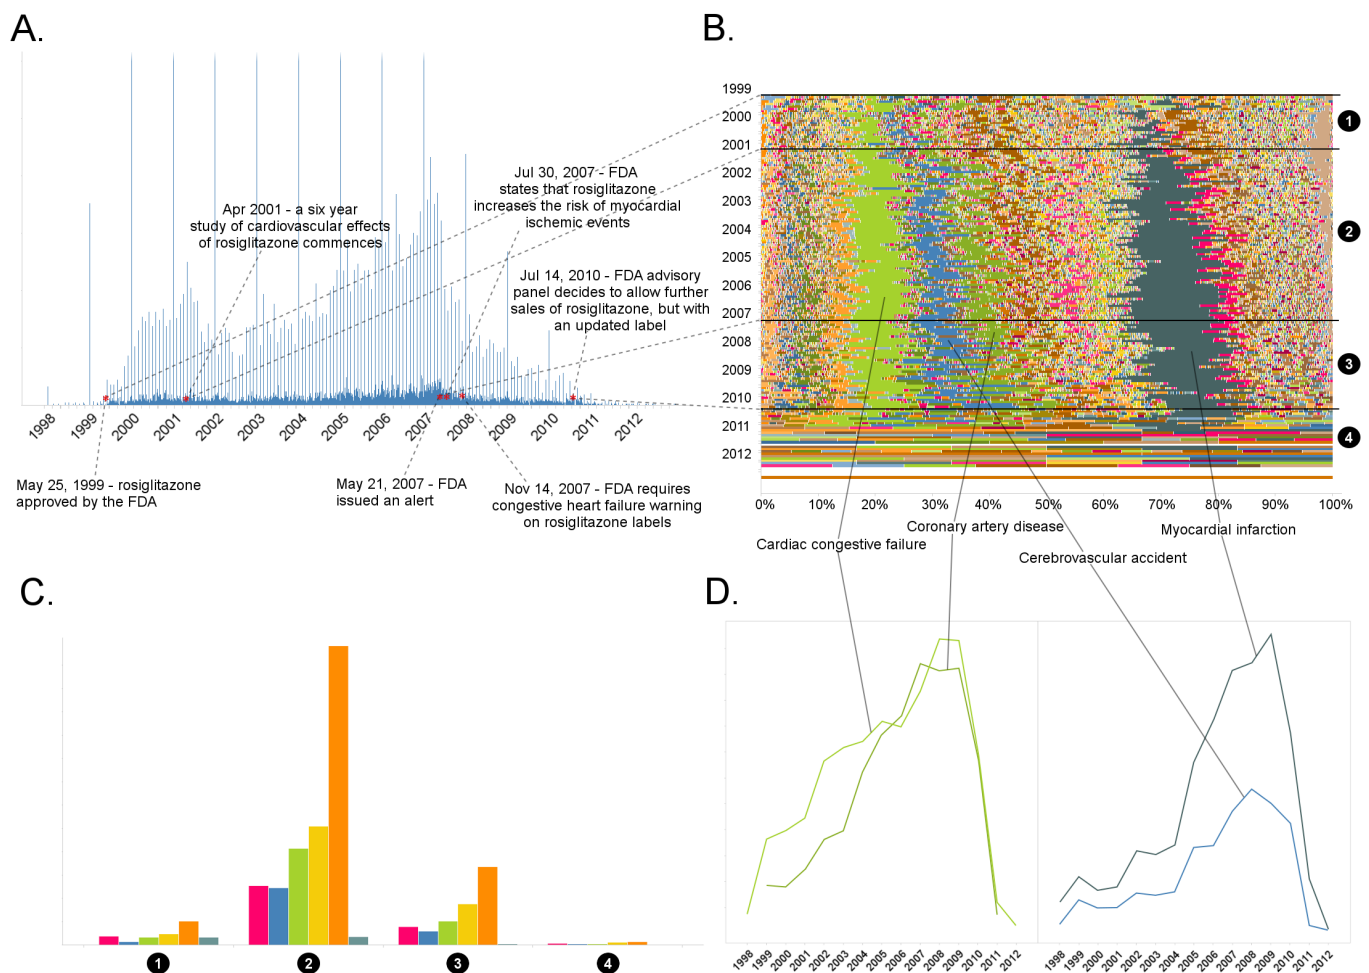 A.
B.
Jul 30, 2007 - FDA
states that rosiglitazone
increases the risk of myocardial
ischemic events
Apr 2001 - a six year
study of cardiovascular effects
of rosiglitazone commences
Jul 14, 2010 - FDA advisory
panel decides to allow further
sales of rosiglitazone, but with
an updated label
1998
1999
2000
2001
2002
2003
2004
2005
2006
2007
2008
2009
2010
2011
2012
May 25, 1999 - rosiglitazone
approved by the FDA
May 21, 2007 - FDA
issued an alert
Nov 14, 2007 - FDA requires
congestive heart failure warning
on rosiglitazone labels
1999
2000
2001
2002
2003
2004
2005
2006
2007
2008
2009
2010
2011
2012
1
2
3
4
0% 10% 20% 30% 40% 50% 60% 70% 80% 90% 100%
Coronary artery disease
Myocardial infarction
Cardiac congestive failure
Cerebrovascular accident
C.
1 2 3 4
D.
1998
1999
2000
2001
2002
2003
2004
2005
2006
2007
2008
2009
2010
2011
2012
1998
1999
2000
2001
2002
2003
2004
2005
2006
2007
2008
2009
2010
2011
2012